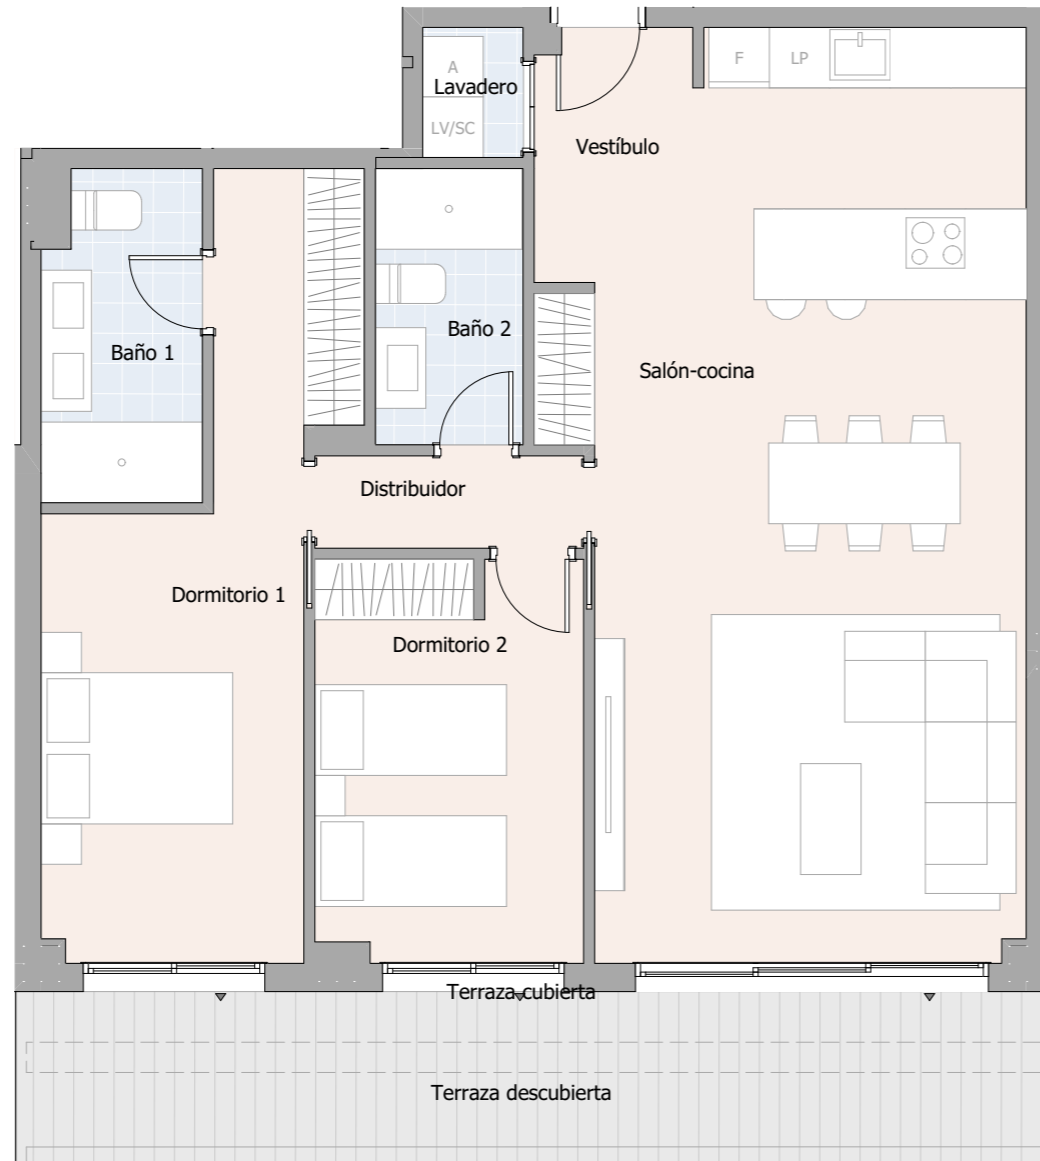 F
LP
A
Lavadero
LV/SC
Vestíbulo
Baño 2
Baño 1
Salón-cocina
Distribuidor
Dormitorio 1
Dormitorio 2
Terraza cubierta
Terraza descubierta